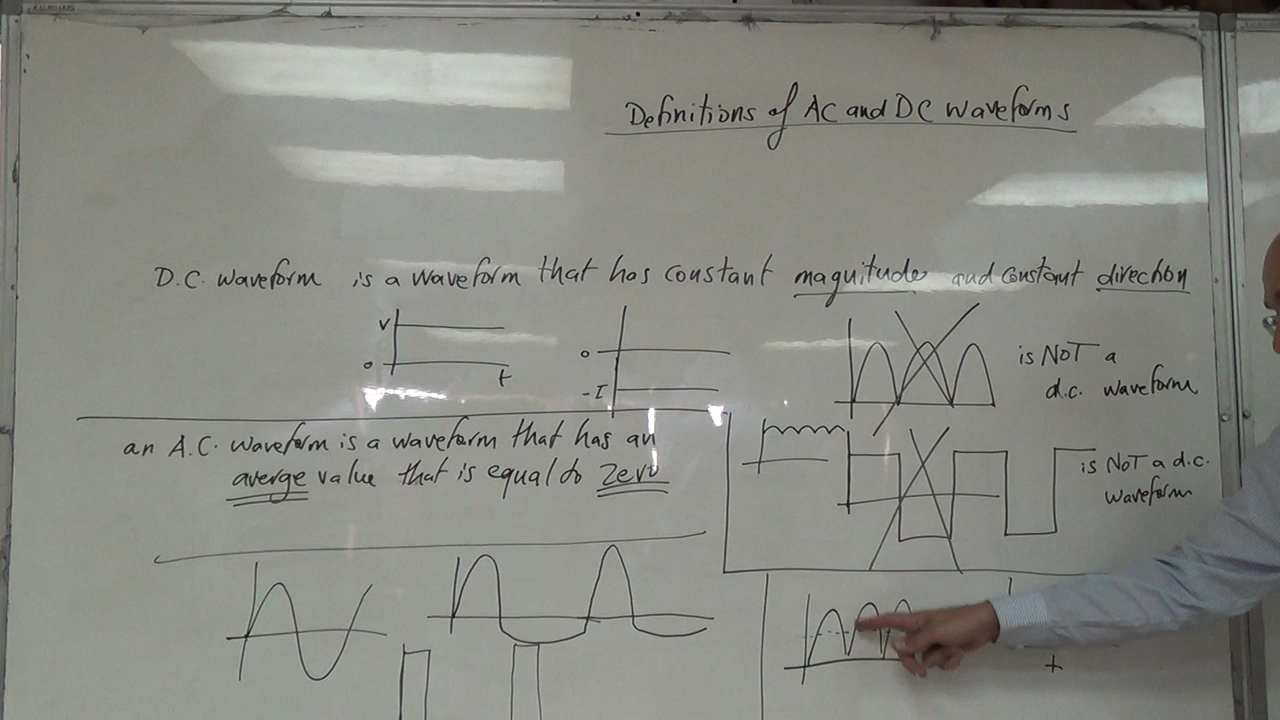 Definitions of AC and DC Waveforms
D.C. waveform is a waveform that has constant magnitude and constant direction
V
0
t
0
-I
is NOT a
d.c. waveform
an A.C. waveform is a waveform that has an
averge value that is equal to Zero
is NOT a d.c.
waveform
+